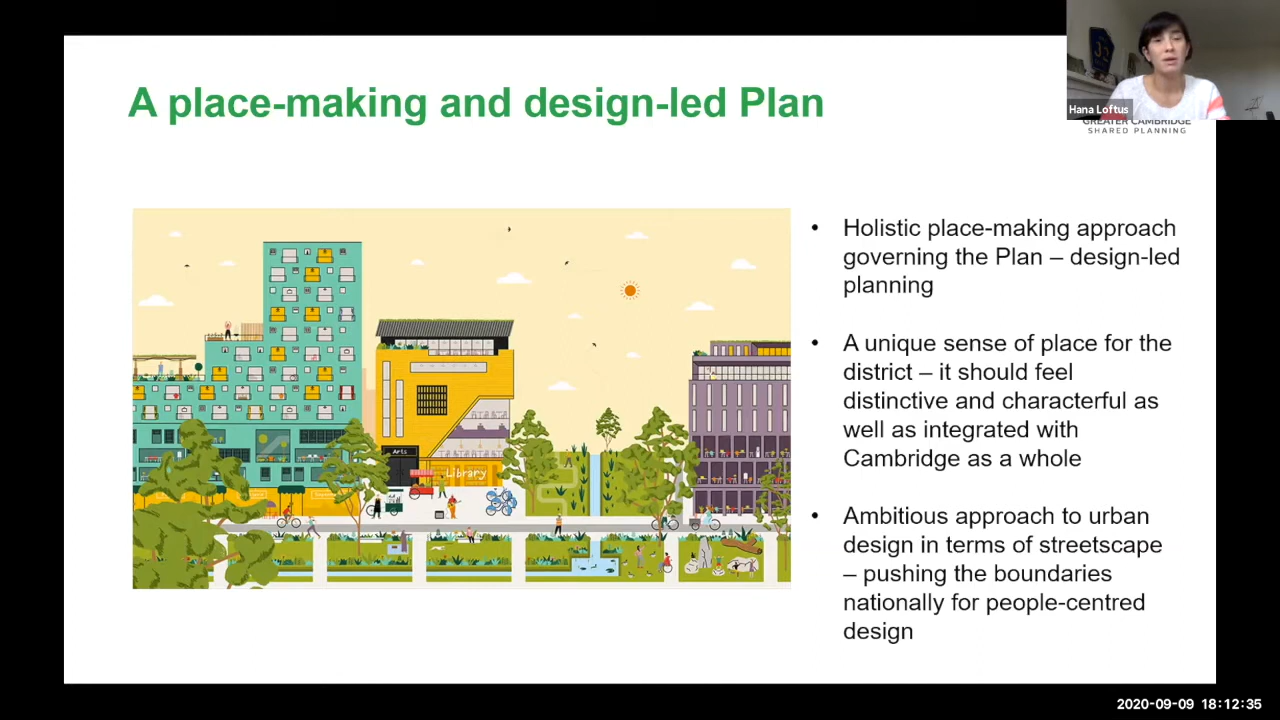 A place-making and design-led Plan
Hana Loftus
GREATER CAMBRIDGE
SHARED PLANNING
• Holistic place-making approach
governing the Plan – design-led
planning
• A unique sense of place for the
district – it should feel
distinctive and characterful as
well as integrated with
Cambridge as a whole
• Ambitious approach to urban
design in terms of streetscape
– pushing the boundaries
nationally for people-centred
design
Arts
Library
2020-09-09 18:12:35